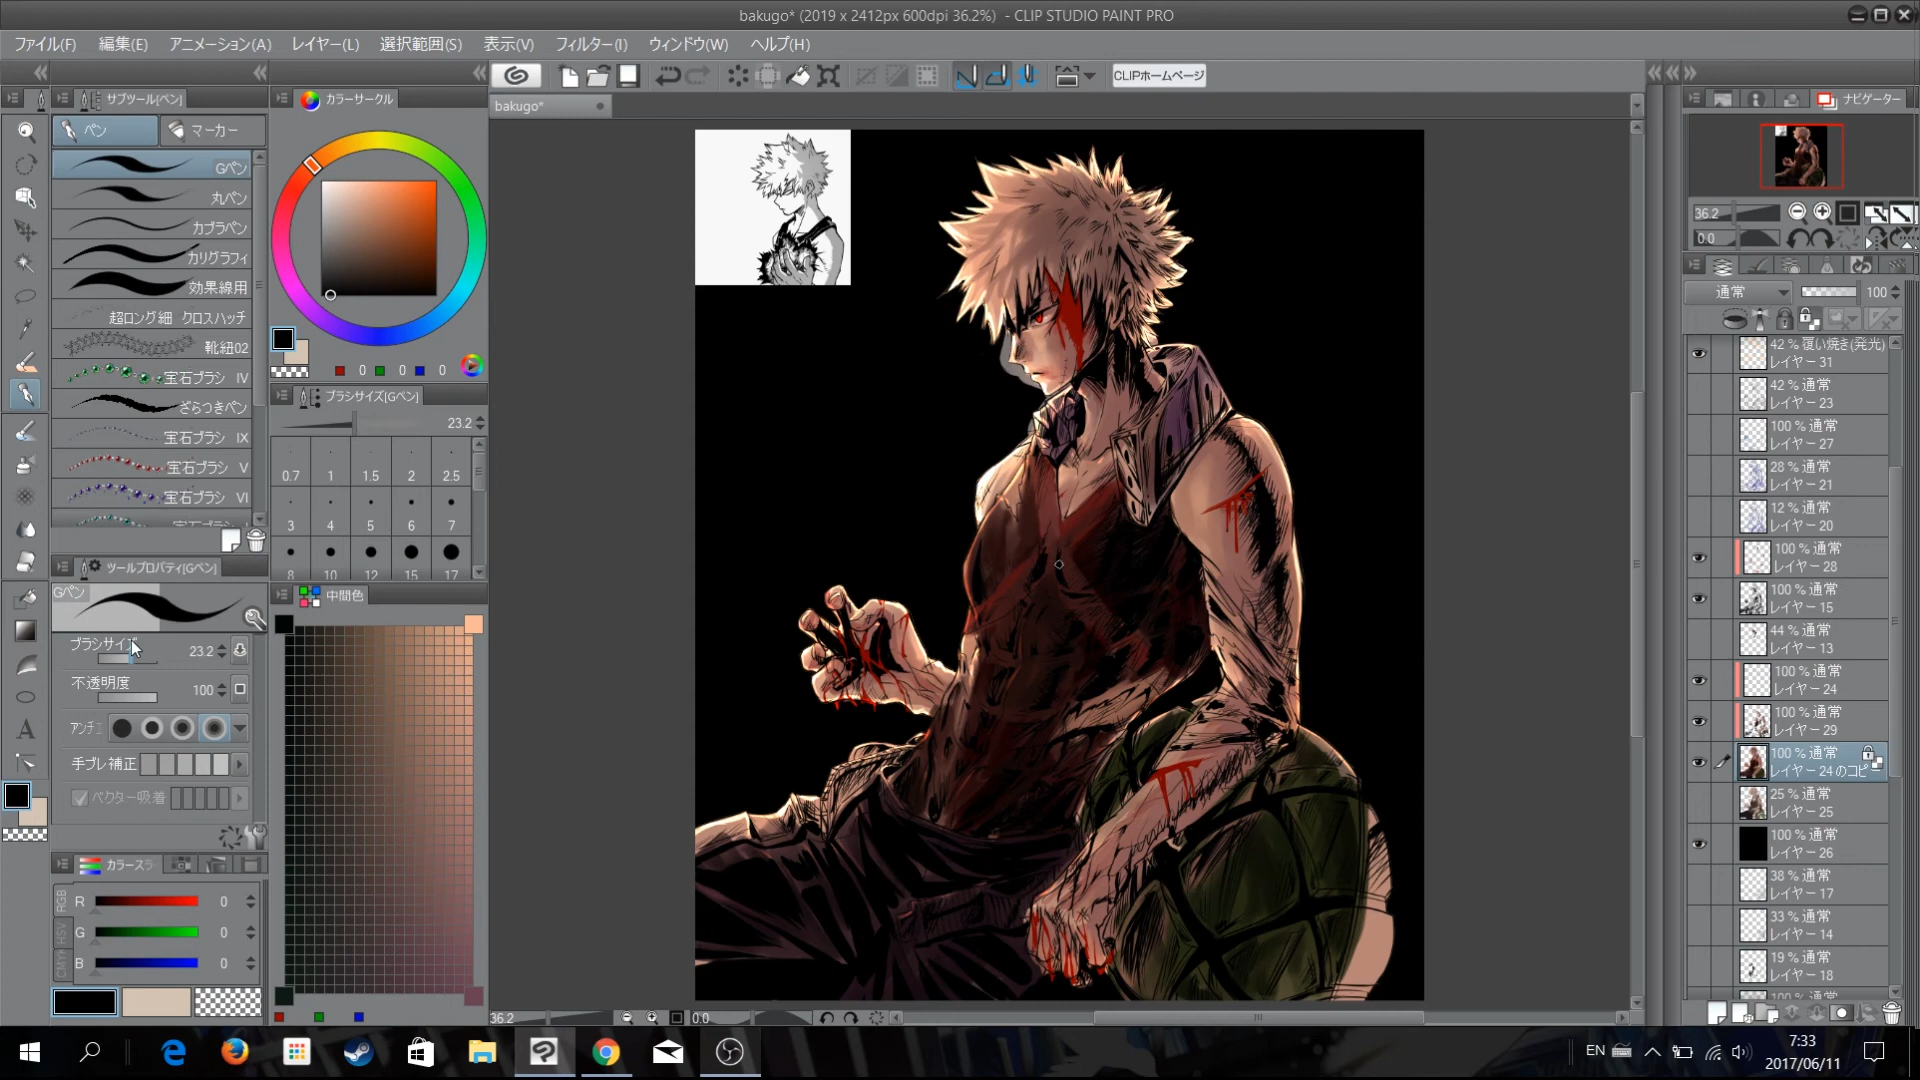 bakugo* (2019 x 2412px 600dpi 36.2%) - CLIP STUDIO PAINT PRO
ファイル(F) 編集(E) アニメーション(A) レイヤー(L) 選択範囲(S) 表示(V) フィルター(I) ウィンドウ(W) ヘルプ(H)
CLIPホームページ
サブツール[ペン]
カラーサークル
bakugo*
ナビゲーター
ペン
マーカー
Gペン
丸ペン
カブラペン
カリグラフィ
効果線用
超ロング細 クロスハッチ
靴紐02
宝石ブラシ Ⅳ
ざらつきペン
宝石ブラシ Ⅸ
宝石ブラシ Ⅴ
宝石ブラシ Ⅵ
0 0 0
ブラシサイズ[Gペン]
23.2
0.7 1 1.5 2 2.5
3 4 5 6 7
8 10 12 15 17
ツールプロパティ[Gペン]
Gペン
ブラシサイズ 23.2
不透明度 100
アンチエ
手ブレ補正
ベクター吸着
中間色
カラースラ
RGB
HSV
CMYK
R 0
G 0
B 0
36.2
0.0
36.2
0.0
通常 100
42 % 覆い焼き(発光)
レイヤー 31
42 % 通常
レイヤー 23
100 % 通常
レイヤー 27
28 % 通常
レイヤー 21
12 % 通常
レイヤー 20
100 % 通常
レイヤー 28
100 % 通常
レイヤー 15
44 % 通常
レイヤー 13
100 % 通常
レイヤー 24
100 % 通常
レイヤー 29
100 % 通常
レイヤー 24 のコピ
25 % 通常
レイヤー 25
100 % 通常
レイヤー 26
38 % 通常
レイヤー 17
33 % 通常
レイヤー 14
19 % 通常
レイヤー 18
100 % 通常
EN
7:33
2017/06/11